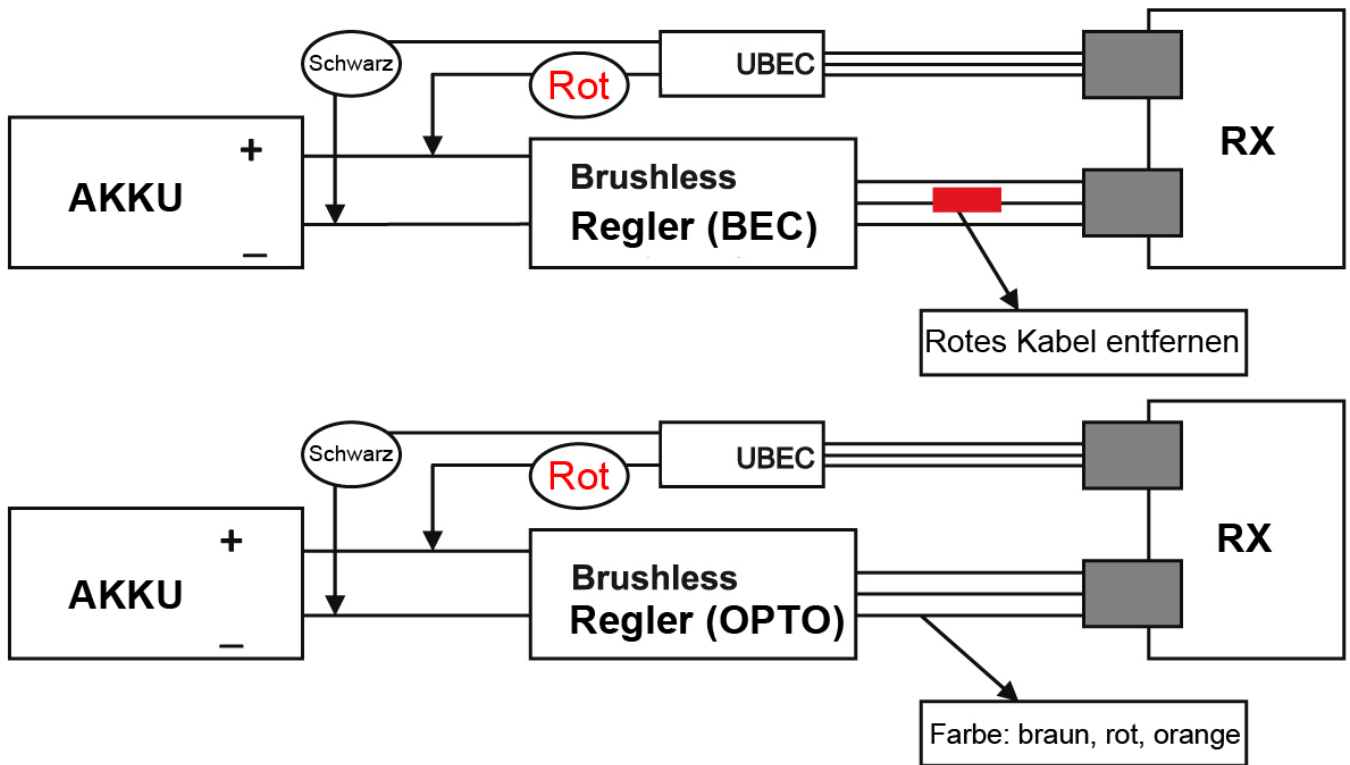 Schwarz
UBEC
Rot
+
AKKU
–
Brushless
Regler (BEC)
RX
Rotes Kabel entfernen
Schwarz
UBEC
Rot
+
AKKU
–
Brushless
Regler (OPTO)
RX
Farbe: braun, rot, orange